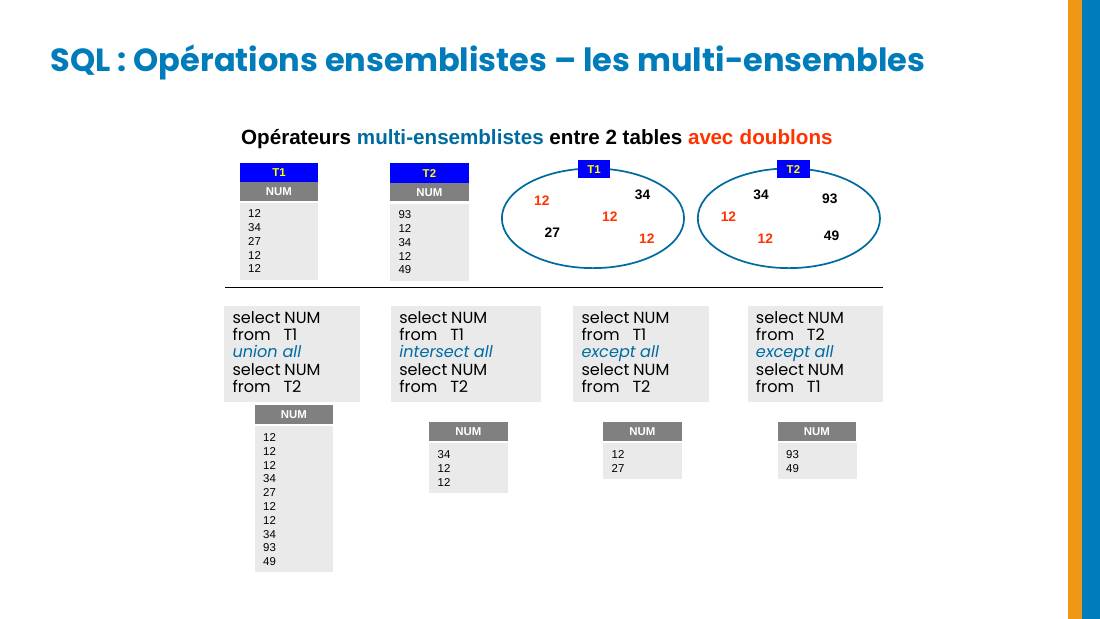 SQL : Opérations ensemblistes – les multi-ensembles
Opérateurs multi-ensemblistes entre 2 tables avec doublons
T1
NUM
12
34
27
12
12
T2
NUM
93
12
34
12
49
T1
12
34
12
27
12
T2
34
93
12
12
49
select NUM
from T1
union all
select NUM
from T2
NUM
12
12
12
34
27
12
12
34
93
49
select NUM
from T1
intersect all
select NUM
from T2
NUM
34
12
12
select NUM
from T1
except all
select NUM
from T2
NUM
12
27
select NUM
from T2
except all
select NUM
from T1
NUM
93
49